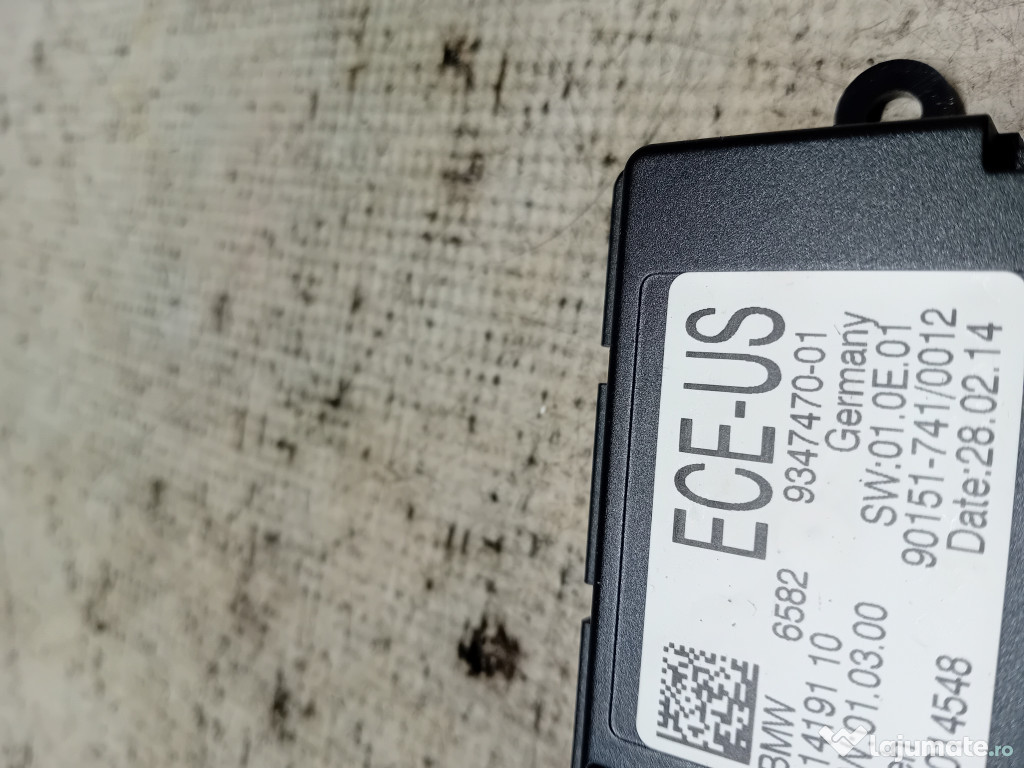 ECE-US
BMW 6582 9347470-01
14191 10 Germany
01.03.00 SW:01.0E.01
90151-741/0012
4548 Date:28.02.14
lajumate.ro